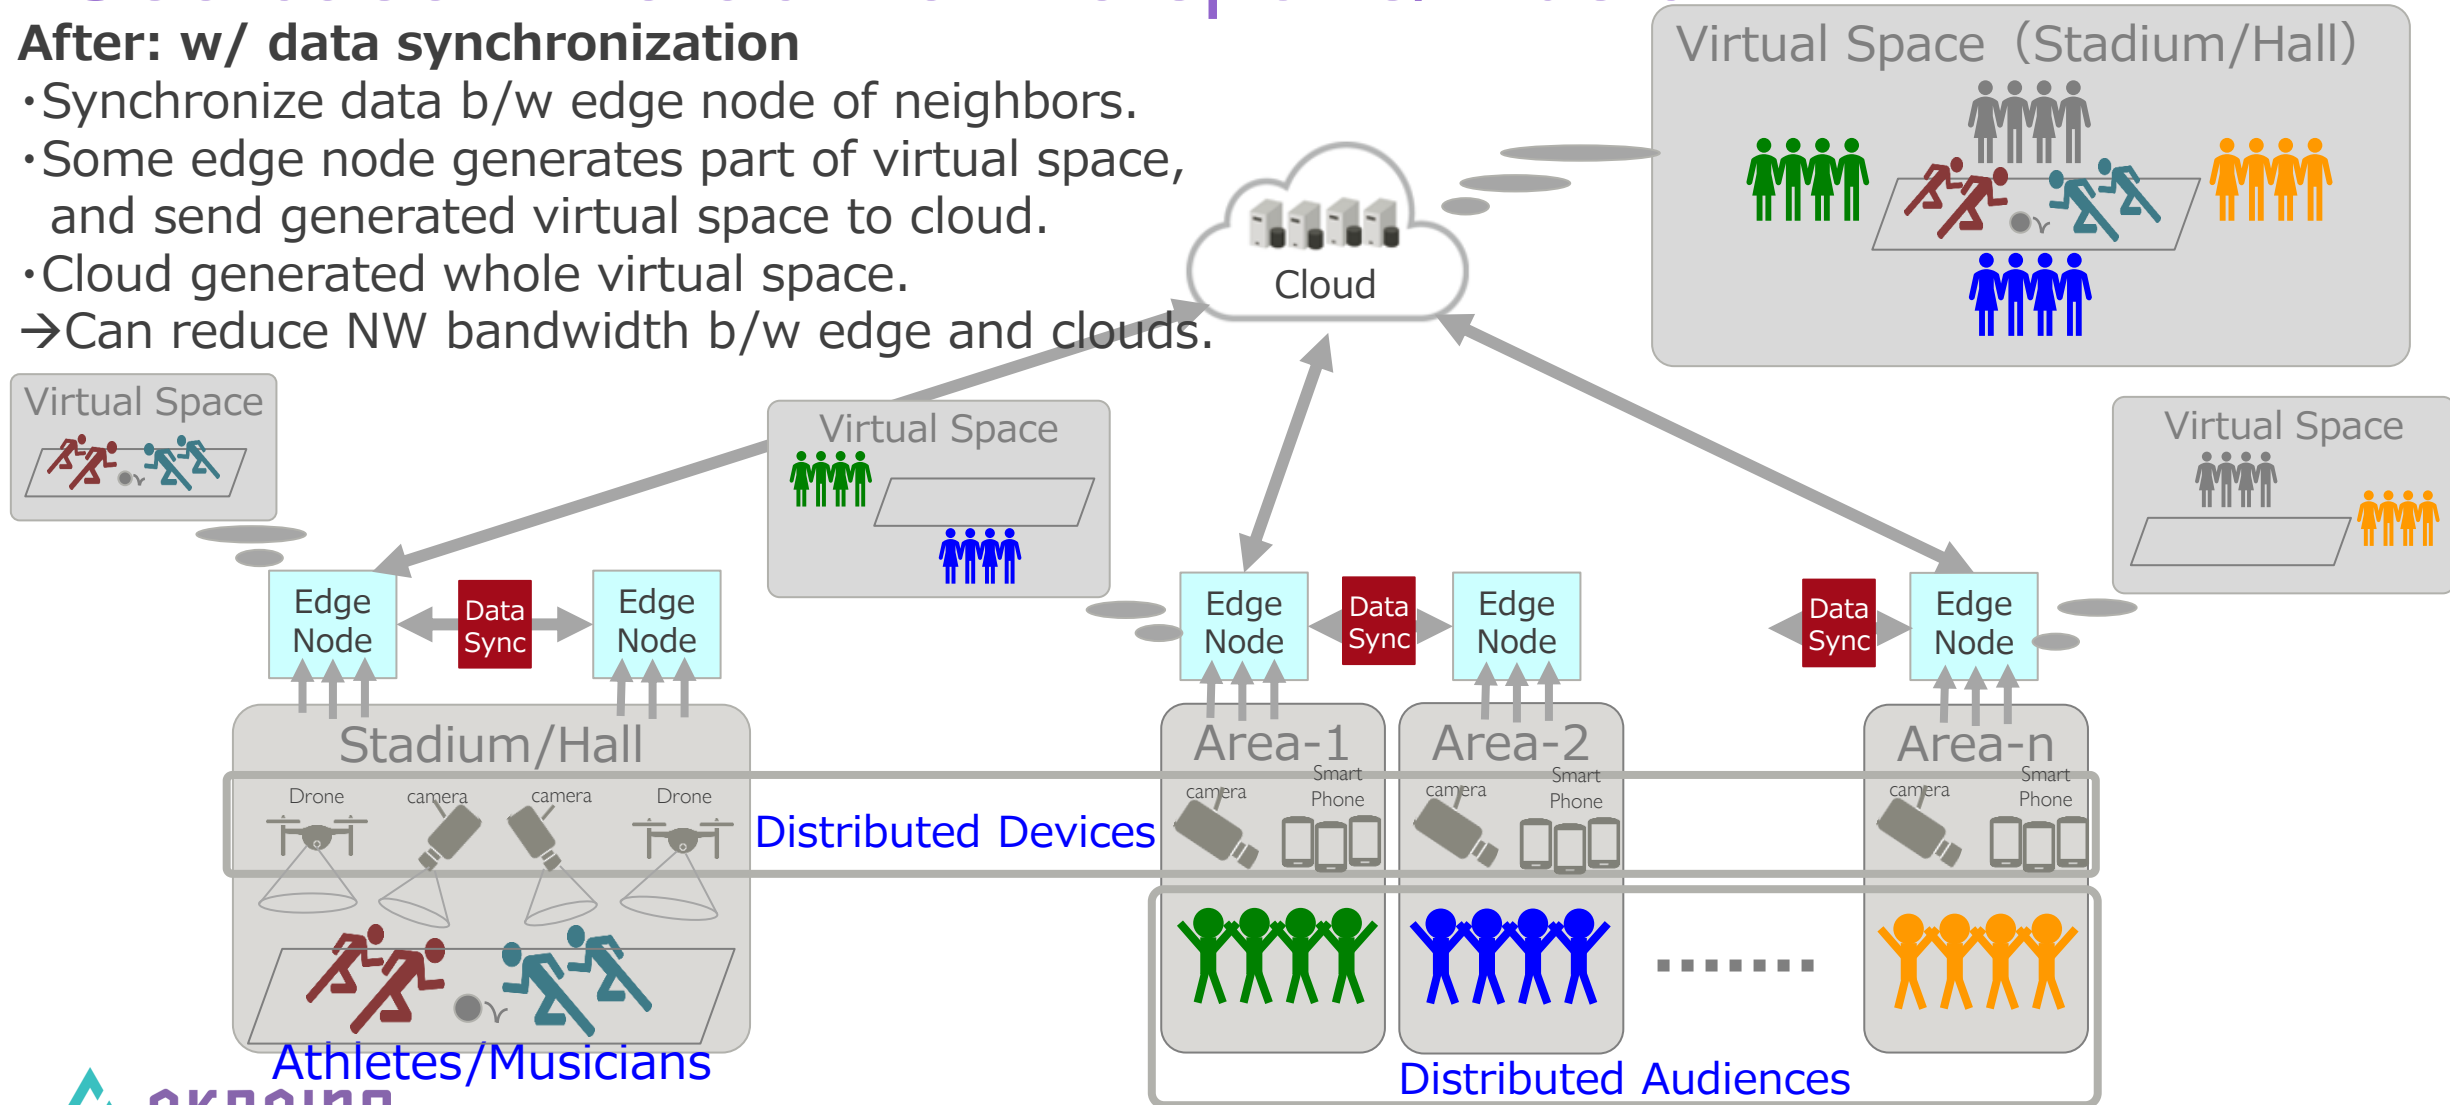 After: w/ data synchronization
・Synchronize data b/w edge node of neighbors.
・Some edge node generates part of virtual space,
and send generated virtual space to cloud.
・Cloud generated whole virtual space.
→Can reduce NW bandwidth b/w edge and clouds.
Virtual Space（Stadium/Hall）
Cloud
Virtual Space
Virtual Space
Virtual Space
Edge
Node
Data
Sync
Edge
Node
Edge
Node
Data
Sync
Edge
Node
Data
Sync
Edge
Node
Stadium/Hall
Area-1
Area-2
Area-n
Drone
camera
camera
Drone
Distributed Devices
camera
Smart
Phone
camera
Smart
Phone
camera
Smart
Phone
Athletes/Musicians
Distributed Audiences